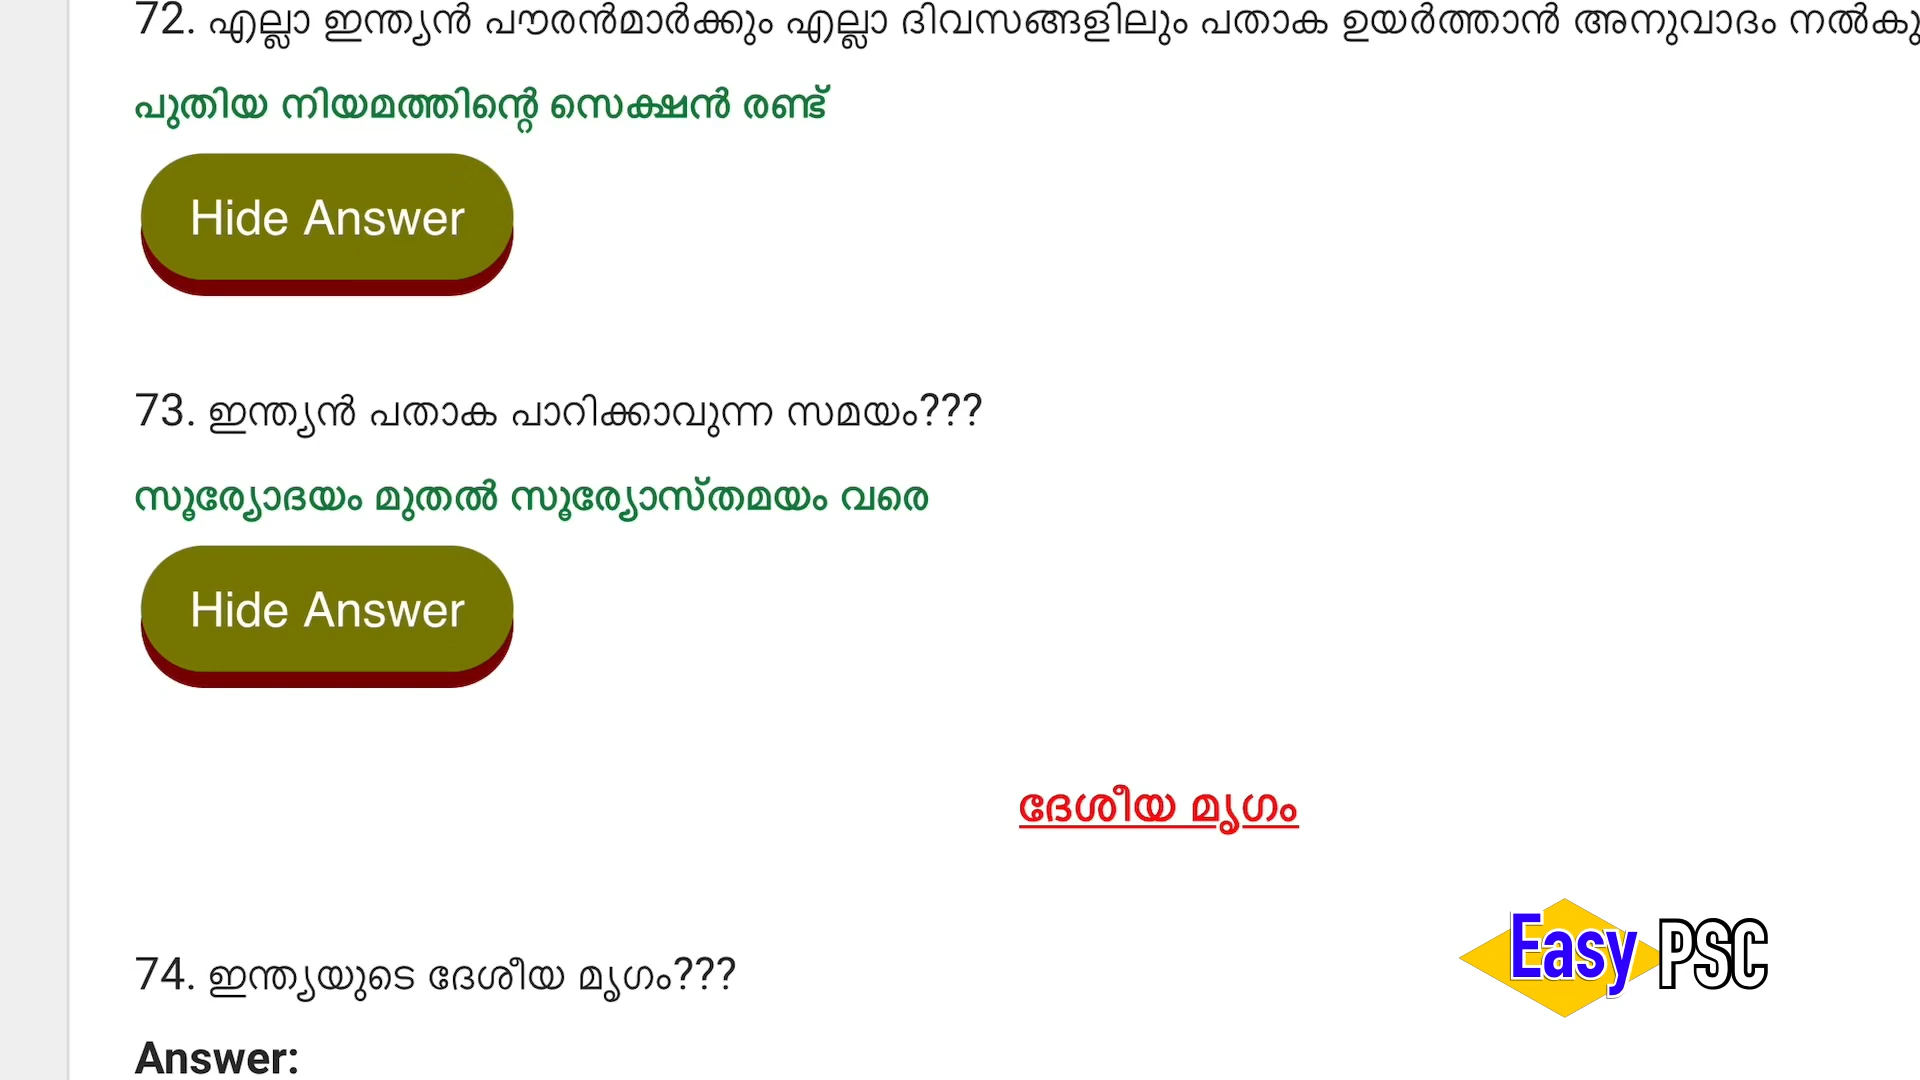 72. എല്ലാ ഇന്ത്യൻ പൗരൻമാർക്കും എല്ലാ ദിവസങ്ങളിലും പതാക ഉയർത്താൻ അനുവാദം നൽകു
പുതിയ നിയമത്തിന്റെ സെക്ഷൻ രണ്ട്
Hide Answer
73. ഇന്ത്യൻ പതാക പാറിക്കാവുന്ന സമയം???
സൂര്യോദയം മുതൽ സൂര്യോസ്തമയം വരെ
Hide Answer
ദേശീയ മൃഗം
74. ഇന്ത്യയുടെ ദേശീയ മൃഗം???
Easy PSC
Answer: